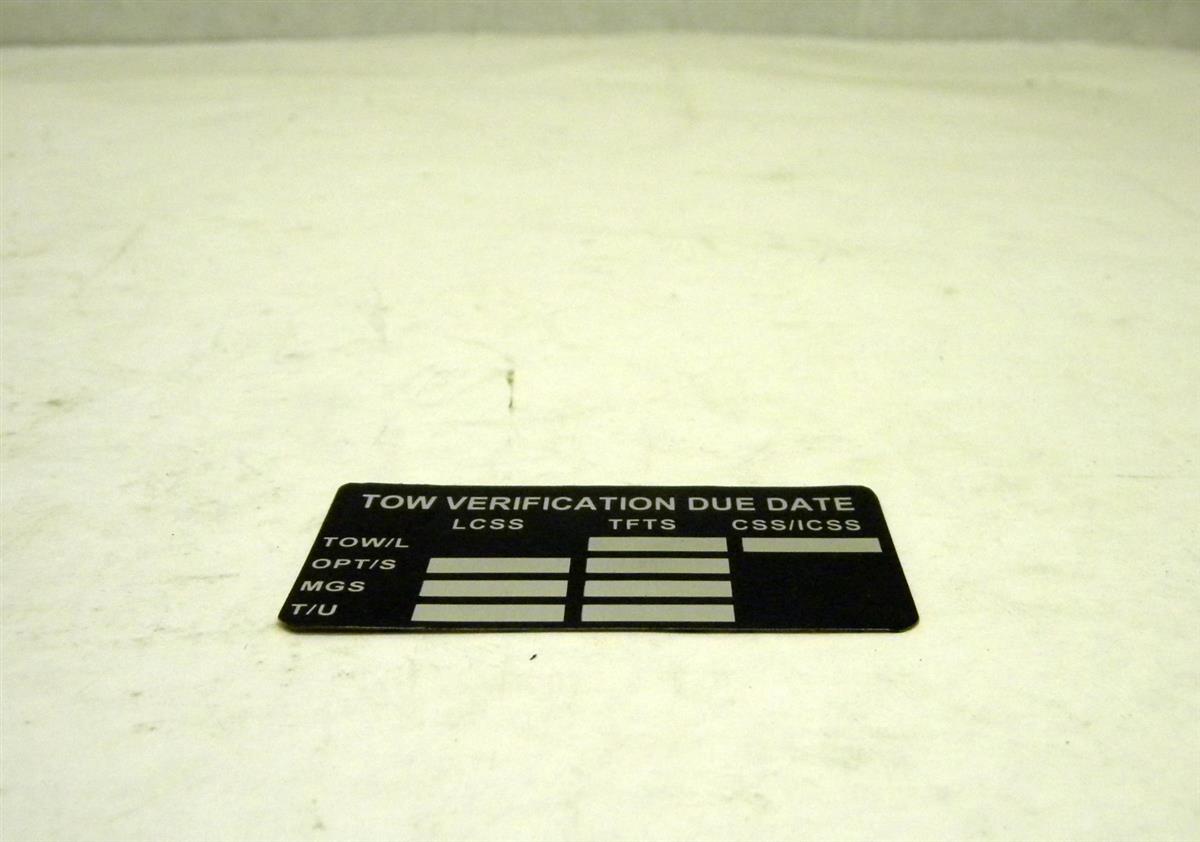 TOW VERIFICATION DUE DATE
LCSS TFTS CSS/ICSS
TOW/L
OPT/S
MGS
T/U